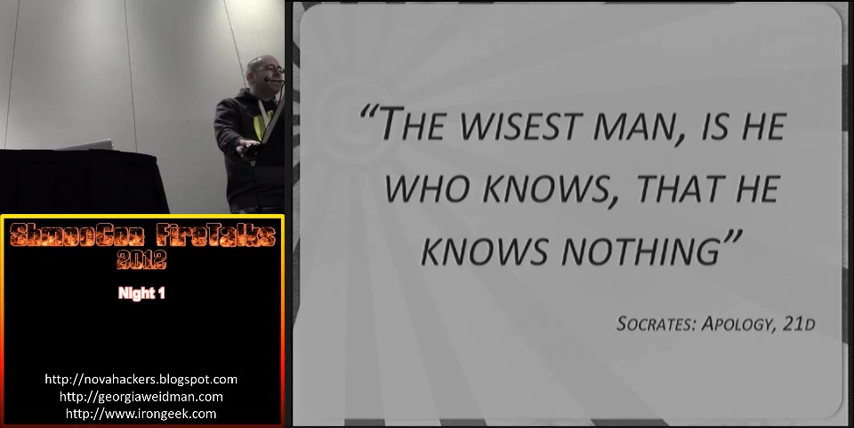 “THE WISEST MAN, IS HE
WHO KNOWS, THAT HE
KNOWS NOTHING”
SOCRATES: APOLOGY, 21D
ShmooCon FireTalks
2012
Night 1
http://novahackers.blogspot.com
http://georgiaweidman.com
http://www.irongeek.com